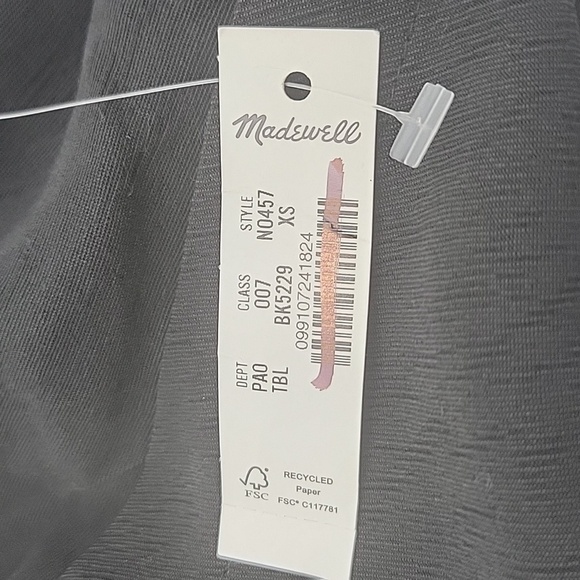 Madewell
DEPT CLASS STYLE
PAO 007 N0457
TBL BK5229 XS
099107241824
FSC
RECYCLED
Paper
FSC® C117781